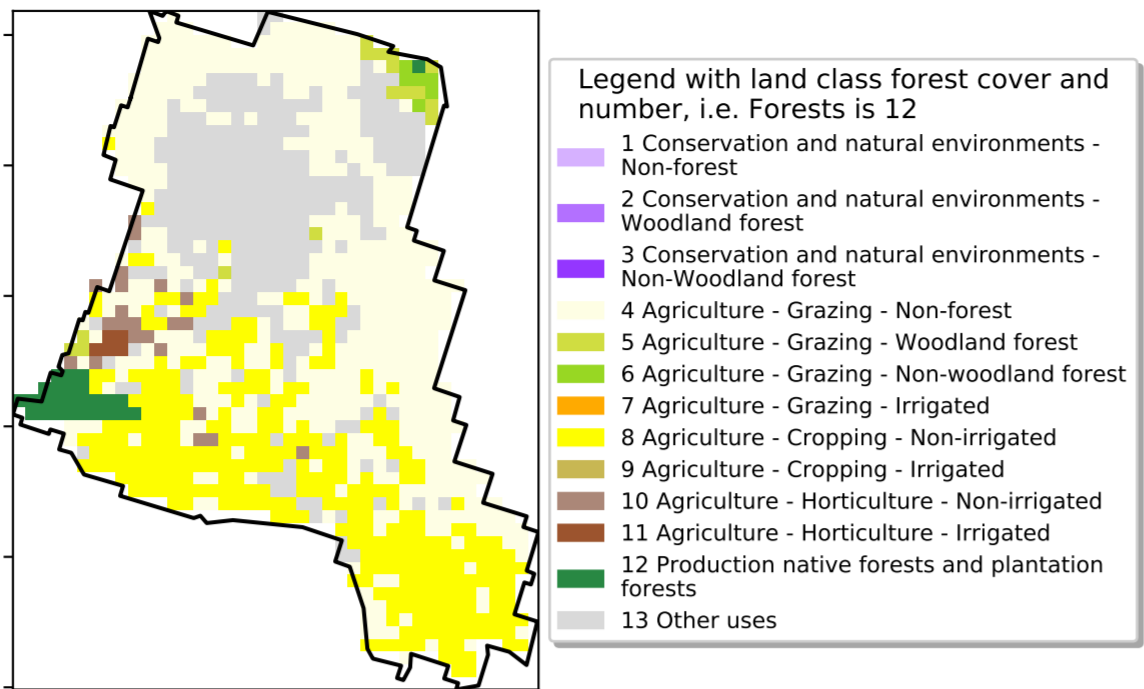 Legend with land class forest cover and
number, i.e. Forests is 12
1 Conservation and natural environments -
Non-forest
2 Conservation and natural environments -
Woodland forest
3 Conservation and natural environments -
Non-Woodland forest
4 Agriculture - Grazing - Non-forest
5 Agriculture - Grazing - Woodland forest
6 Agriculture - Grazing - Non-woodland forest
7 Agriculture - Grazing - Irrigated
8 Agriculture - Cropping - Non-irrigated
9 Agriculture - Cropping - Irrigated
10 Agriculture - Horticulture - Non-irrigated
11 Agriculture - Horticulture - Irrigated
12 Production native forests and plantation
forests
13 Other uses